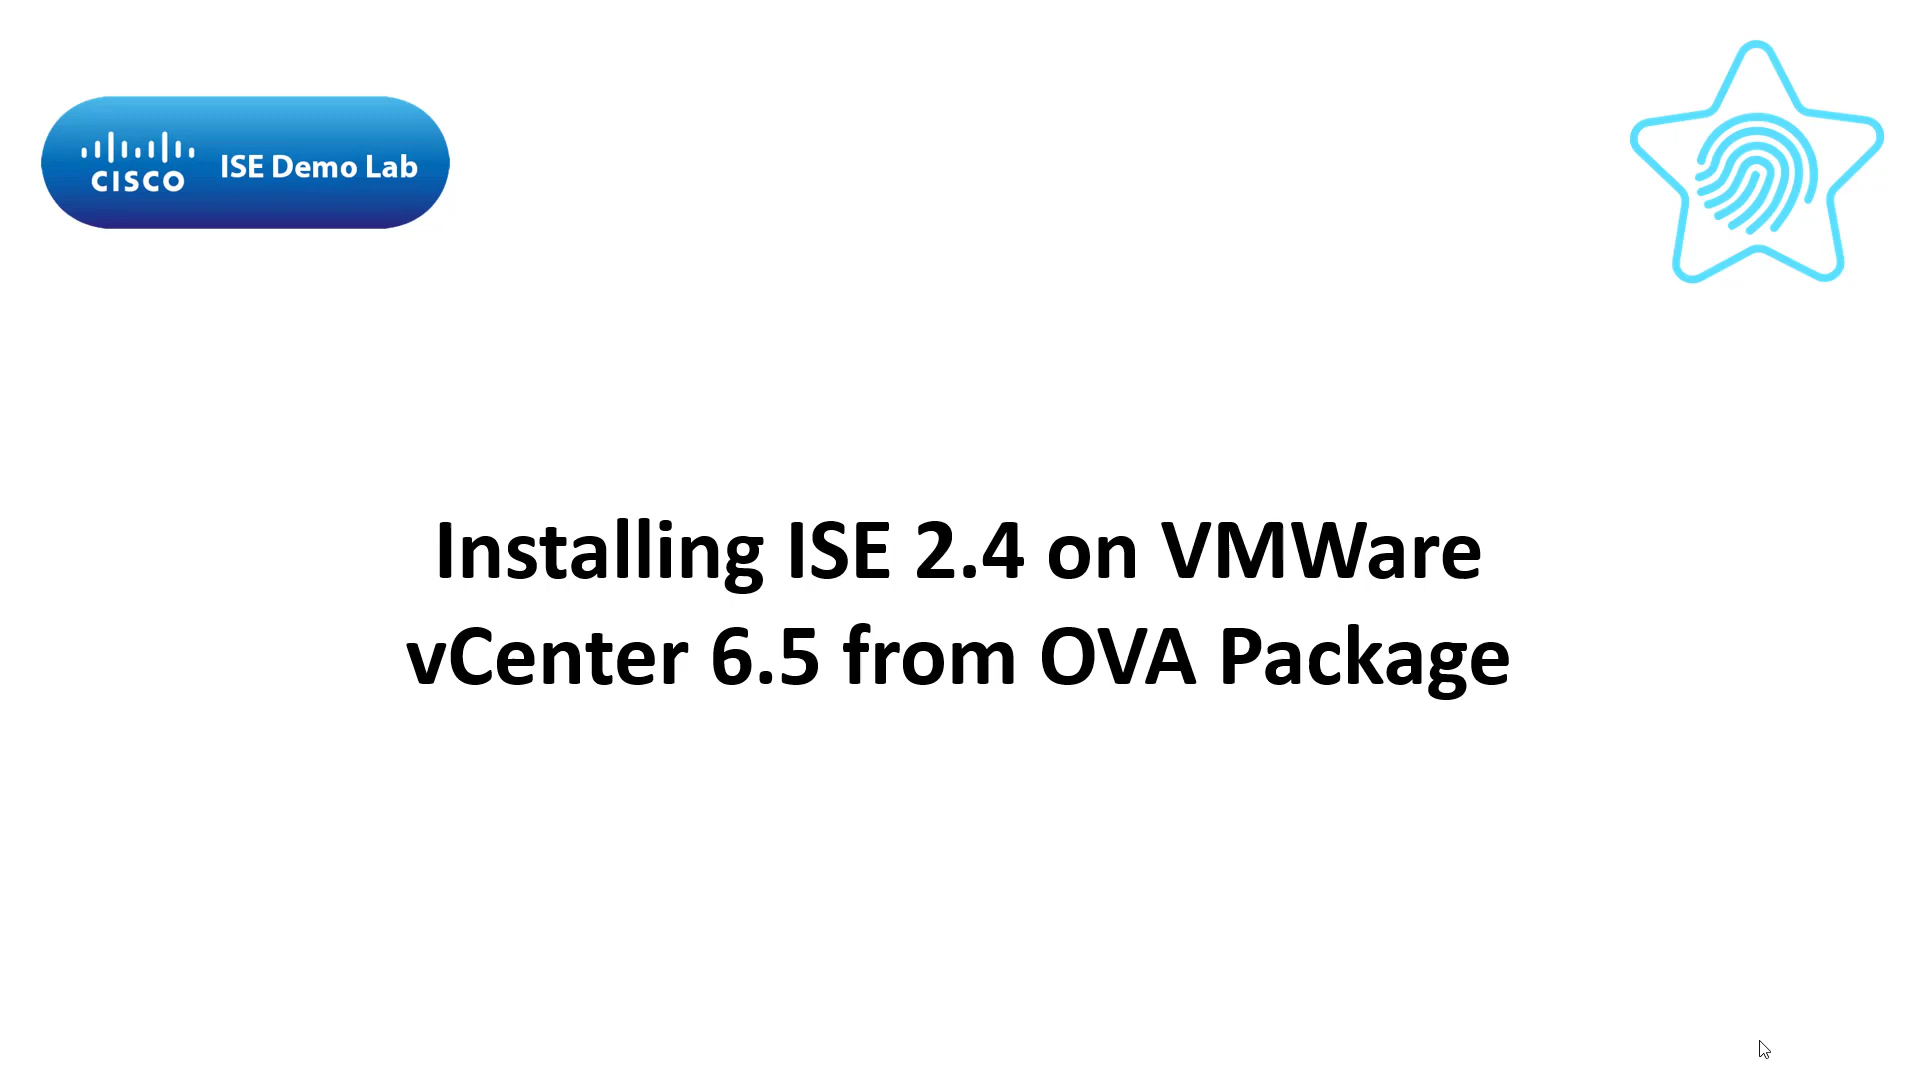 CISCO ISE Demo Lab
Installing ISE 2.4 on VMWare
vCenter 6.5 from OVA Package